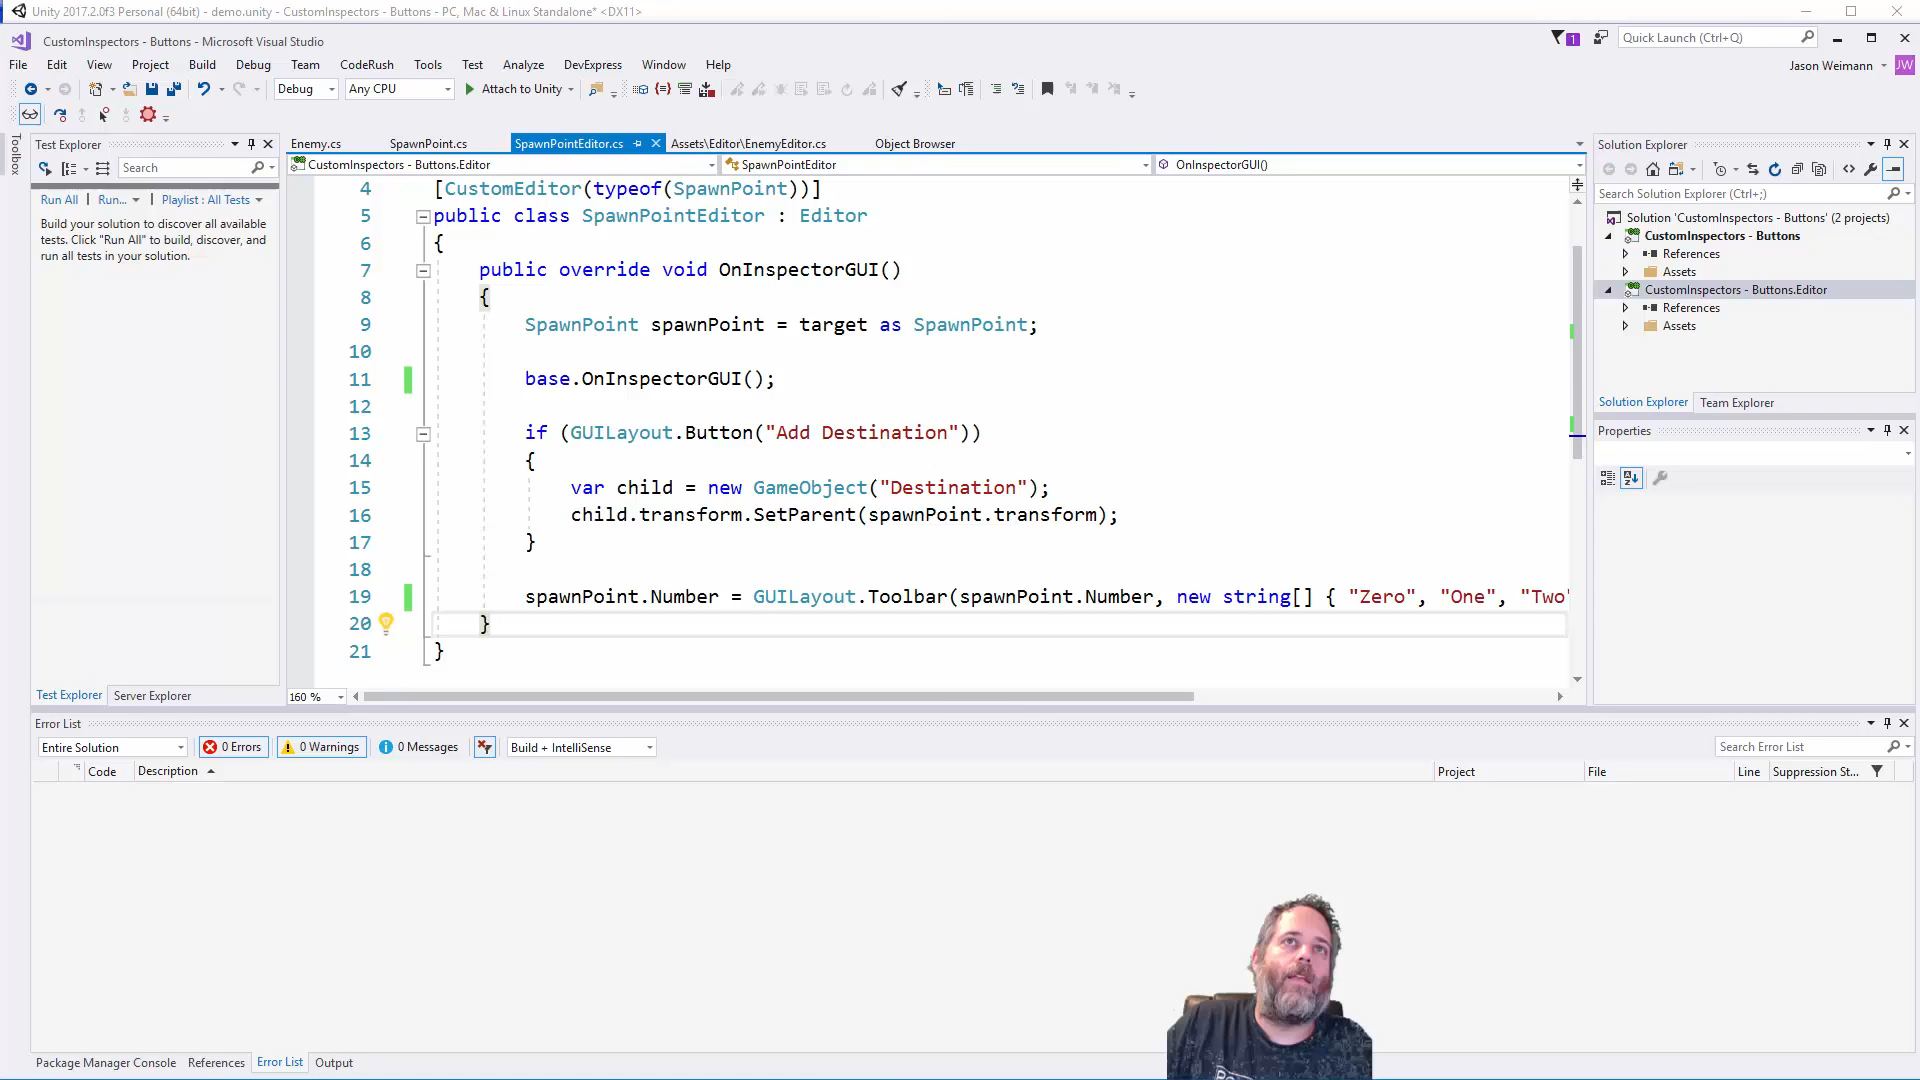 Unity 2017.2.0f3 Personal (64bit) - demo.unity - CustomInspectors - Buttons - PC, Mac & Linux Standalone* <DX11>
CustomInspectors - Buttons - Microsoft Visual Studio
1
Quick Launch (Ctrl+Q)
File Edit View Project Build Debug Team CodeRush Tools Test Analyze DevExpress Window Help
Jason Weimann JW
Debug Any CPU Attach to Unity
Toolbox
Test Explorer
Search
Run All Run... Playlist : All Tests
Build your solution to discover all available
tests. Click "Run All" to build, discover, and
run all tests in your solution.
Test Explorer Server Explorer
Enemy.cs SpawnPoint.cs SpawnPointEditor.cs Assets\Editor\EnemyEditor.cs Object Browser
CustomInspectors - Buttons.Editor SpawnPointEditor OnInspectorGUI()
4 [CustomEditor(typeof(SpawnPoint))]
5 public class SpawnPointEditor : Editor
6 {
7 public override void OnInspectorGUI()
8 {
9 SpawnPoint spawnPoint = target as SpawnPoint;
10
11 base.OnInspectorGUI();
12
13 if (GUILayout.Button("Add Destination"))
14 {
15 var child = new GameObject("Destination");
16 child.transform.SetParent(spawnPoint.transform);
17 }
18
19 spawnPoint.Number = GUILayout.Toolbar(spawnPoint.Number, new string[] { "Zero", "One", "Two"
20 }
21 }
160 %
Solution Explorer
Search Solution Explorer (Ctrl+;)
Solution 'CustomInspectors - Buttons' (2 projects)
CustomInspectors - Buttons
References
Assets
CustomInspectors - Buttons.Editor
References
Assets
Solution Explorer Team Explorer
Properties
Error List
Entire Solution 0 Errors 0 Warnings 0 Messages Build + IntelliSense Search Error List
Code Description Project File Line Suppression St...
Package Manager Console References Error List Output